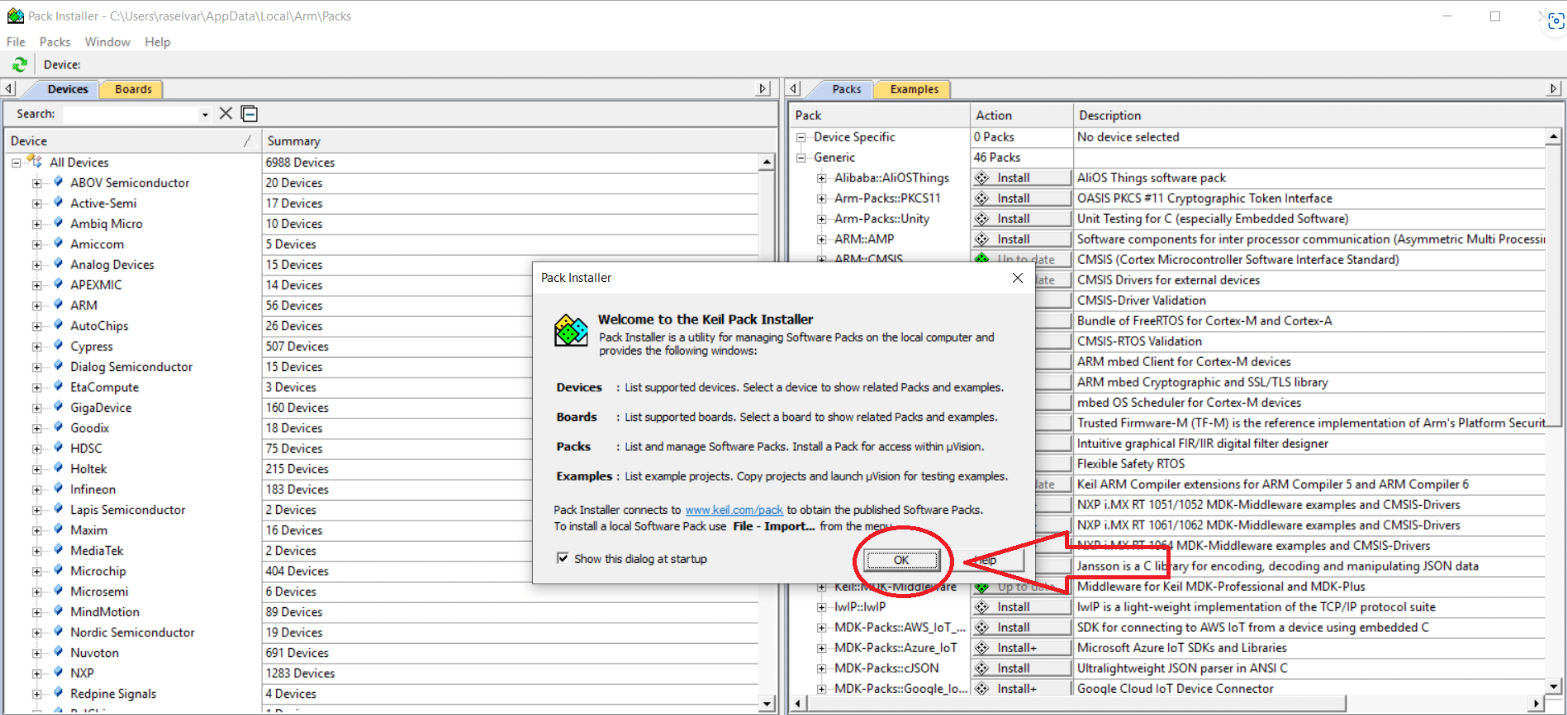 Pack Installer - C:\Users\raselvar\AppData\Local\Arm\Packs
File Packs Window Help
Device:
Devices Boards
Search:
Device Summary
All Devices 6988 Devices
ABOV Semiconductor 20 Devices
Active-Semi 17 Devices
Ambiq Micro 10 Devices
Amiccom 5 Devices
Analog Devices 15 Devices
APEXMIC 14 Devices
ARM 56 Devices
AutoChips 26 Devices
Cypress 507 Devices
Dialog Semiconductor 15 Devices
EtaCompute 3 Devices
GigaDevice 160 Devices
Goodix 18 Devices
HDSC 75 Devices
Holtek 215 Devices
Infineon 183 Devices
Lapis Semiconductor 2 Devices
Maxim 16 Devices
MediaTek 2 Devices
Microchip 404 Devices
Microsemi 6 Devices
MindMotion 89 Devices
Nordic Semiconductor 19 Devices
Nuvoton 691 Devices
NXP 1283 Devices
Redpine Signals 4 Devices
Packs Examples
Pack Action Description
Device Specific 0 Packs No device selected
Generic 46 Packs
Alibaba::AliOSThings Install AliOS Things software pack
Arm-Packs::PKCS11 Install OASIS PKCS #11 Cryptographic Token Interface
Arm-Packs::Unity Install Unit Testing for C (especially Embedded Software)
ARM::AMP Install Software components for inter processor communication (Asymmetric Multi Processi
ARM::CMSIS Up to date CMSIS (Cortex Microcontroller Software Interface Standard)
date CMSIS Drivers for external devices
CMSIS-Driver Validation
Bundle of FreeRTOS for Cortex-M and Cortex-A
CMSIS-RTOS Validation
ARM mbed Client for Cortex-M devices
ARM mbed Cryptographic and SSL/TLS library
mbed OS Scheduler for Cortex-M devices
Trusted Firmware-M (TF-M) is the reference implementation of Arm's Platform Securit
Intuitive graphical FIR/IIR digital filter designer
Flexible Safety RTOS
date Keil ARM Compiler extensions for ARM Compiler 5 and ARM Compiler 6
NXP i.MX RT 1051/1052 MDK-Middleware examples and CMSIS-Drivers
NXP i.MX RT 1061/1062 MDK-Middleware examples and CMSIS-Drivers
NXP i.MX RT 1064 MDK-Middleware examples and CMSIS-Drivers
Jansson is a C library for encoding, decoding and manipulating JSON data
Keil::MDK-Middleware Up to date Middleware for Keil MDK-Professional and MDK-Plus
lwIP::lwIP Install lwIP is a light-weight implementation of the TCP/IP protocol suite
MDK-Packs::AWS_IoT_... Install SDK for connecting to AWS IoT from a device using embedded C
MDK-Packs::Azure_IoT Install+ Microsoft Azure IoT SDKs and Libraries
MDK-Packs::cJSON Install Ultralightweight JSON parser in ANSI C
MDK-Packs::Google_Io... Install+ Google Cloud IoT Device Connector
Pack Installer
Welcome to the Keil Pack Installer
Pack Installer is a utility for managing Software Packs on the local computer and
provides the following windows:
Devices : List supported devices. Select a device to show related Packs and examples.
Boards : List supported boards. Select a board to show related Packs and examples.
Packs : List and manage Software Packs. Install a Pack for access within µVision.
Examples : List example projects. Copy projects and launch µVision for testing examples.
Pack Installer connects to www.keil.com/pack to obtain the published Software Packs.
To install a local Software Pack use File - Import... from the menu.
Show this dialog at startup
OK Help